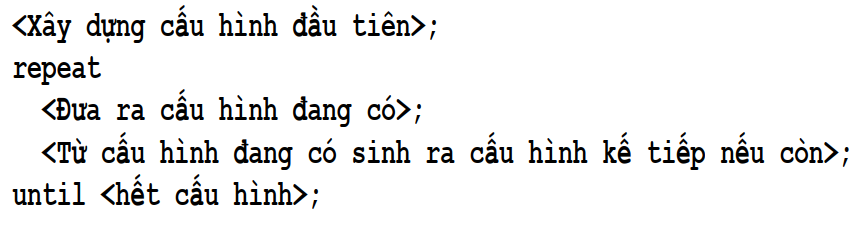 <Xây dựng cấu hình đầu tiên>;
repeat
<Đưa ra cấu hình đang có>;
<Từ cấu hình đang có sinh ra cấu hình kế tiếp nếu còn>;
until <hết cấu hình>;